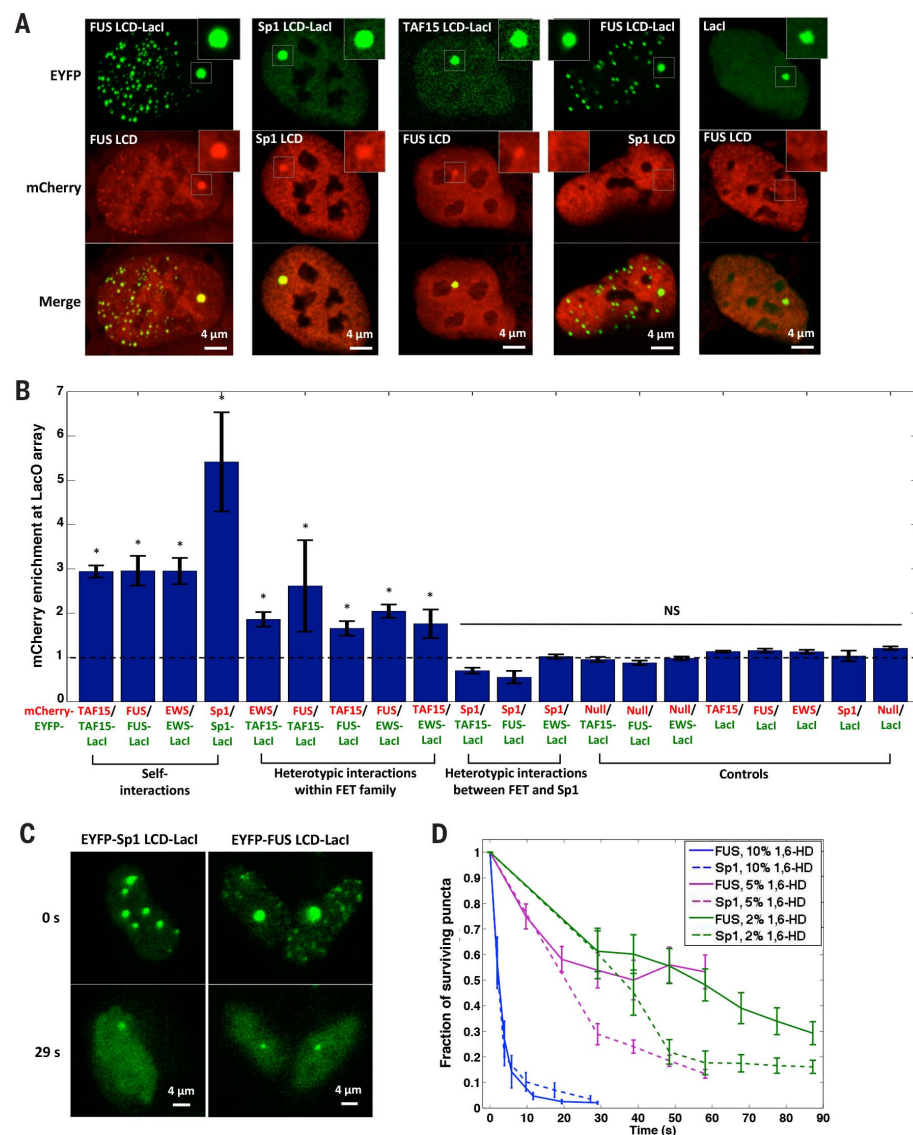 A
FUS LCD-LacI Sp1 LCD-LacI TAF15 LCD-LacI FUS LCD-LacI LacI
EYFP
FUS LCD Sp1 LCD FUS LCD Sp1 LCD FUS LCD
mCherry
Merge
4 µm 4 µm 4 µm 4 µm 4 µm
B
mCherry enrichment at LacO array
7
6
5
4
3
2
1
0
* * * * * * * * *
NS
mCherry- TAF15/ FUS/ EWS/ Sp1/ EWS/ FUS/ TAF15/ FUS/ TAF15/ Sp1/ Sp1/ Sp1/ Null/ Null/ Null/ TAF15/ FUS/ EWS/ Sp1/ Null/
EYFP- TAF15- FUS- EWS- Sp1- TAF15- TAF15- FUS- EWS- EWS- TAF15- FUS- EWS- TAF15- FUS- EWS- LacI LacI LacI LacI LacI
LacI LacI LacI LacI LacI LacI LacI LacI LacI LacI LacI LacI LacI LacI LacI
Self- Heterotypic interactions Heterotypic interactions Controls
interactions within FET family between FET and Sp1
C
EYFP-Sp1 LCD-LacI EYFP-FUS LCD-LacI
0 s
29 s
4 µm 4 µm
D
Fraction of surviving puncta
1
0.9
0.8
0.7
0.6
0.5
0.4
0.3
0.2
0.1
0
FUS, 10% 1,6-HD
Sp1, 10% 1,6-HD
FUS, 5% 1,6-HD
Sp1, 5% 1,6-HD
FUS, 2% 1,6-HD
Sp1, 2% 1,6-HD
0 10 20 30 40 50 60 70 80 90
Time (s)